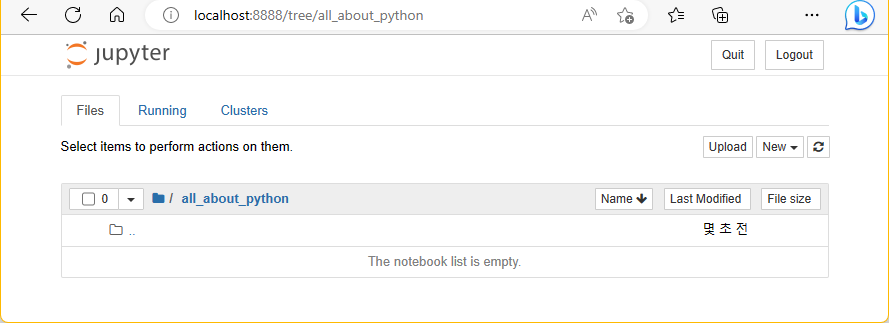 localhost:8888/tree/all_about_python
jupyter
Quit Logout
Files Running Clusters
Select items to perform actions on them.
Upload New
0 / all_about_python Name Last Modified File size
.. 몇 초 전
The notebook list is empty.